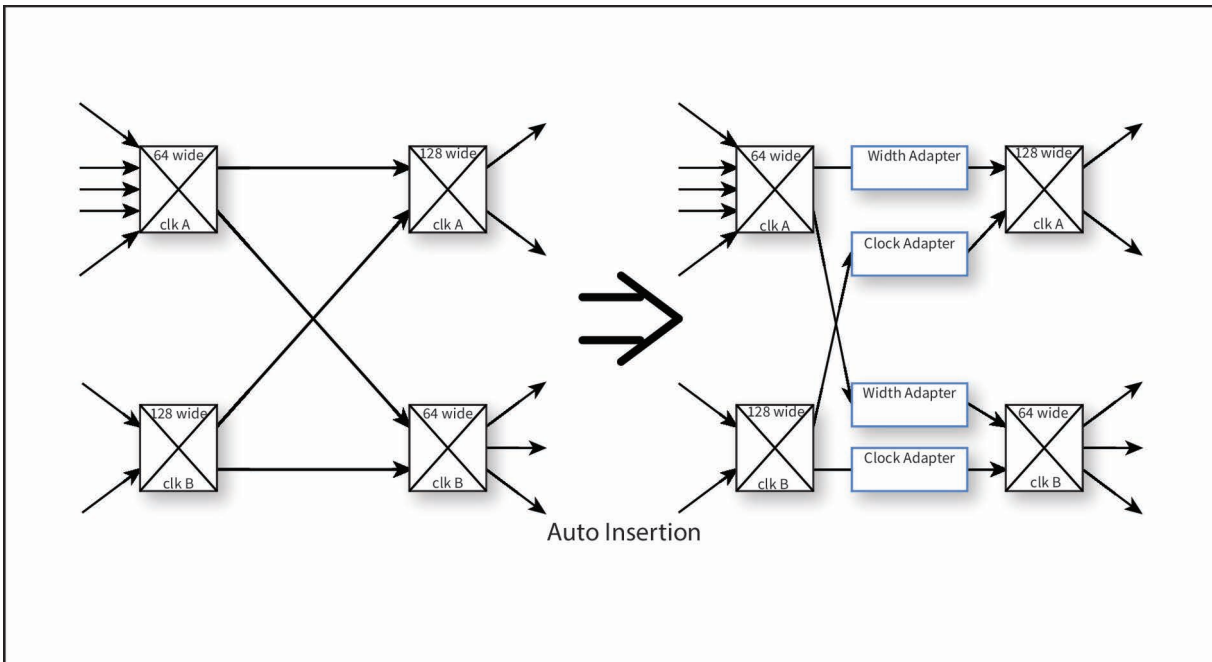 64 wide
clk A
128 wide
clk A
128 wide
clk B
64 wide
clk B
64 wide
clk A
Width Adapter
Clock Adapter
128 wide
clk A
128 wide
clk B
Width Adapter
Clock Adapter
64 wide
clk B
Auto Insertion